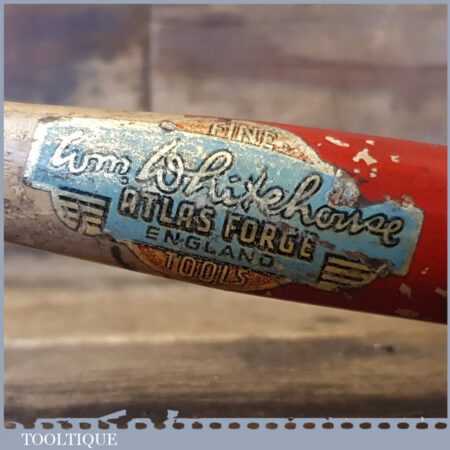 FINE
Wm. Whitehouse
ATLAS FORGE
ENGLAND
TOOLS
TOOLTIQUE